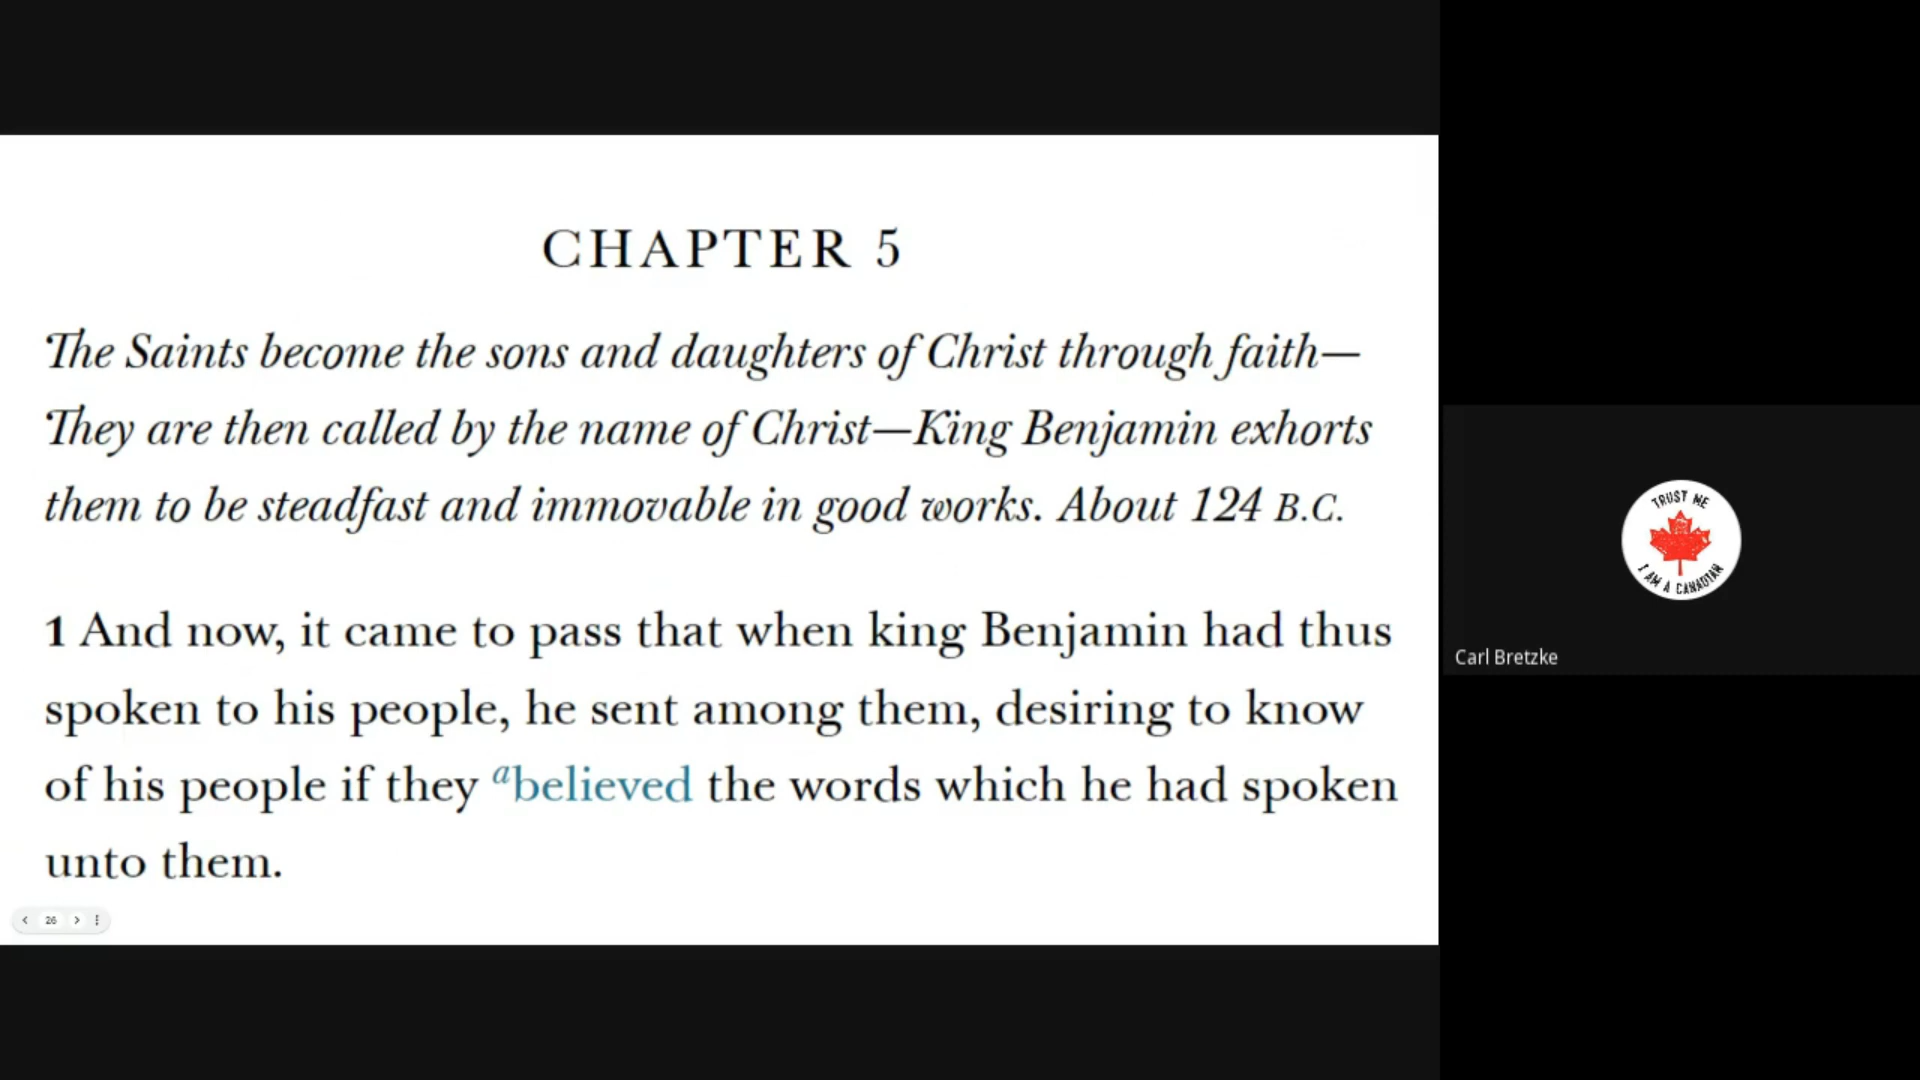 CHAPTER 5
The Saints become the sons and daughters of Christ through faith—
They are then called by the name of Christ—King Benjamin exhorts
them to be steadfast and immovable in good works. About 124 B.C.
1 And now, it came to pass that when king Benjamin had thus
spoken to his people, he sent among them, desiring to know
of his people if they a believed the words which he had spoken
unto them.
26
TRUST ME
I AM A CANADIAN
Carl Bretzke